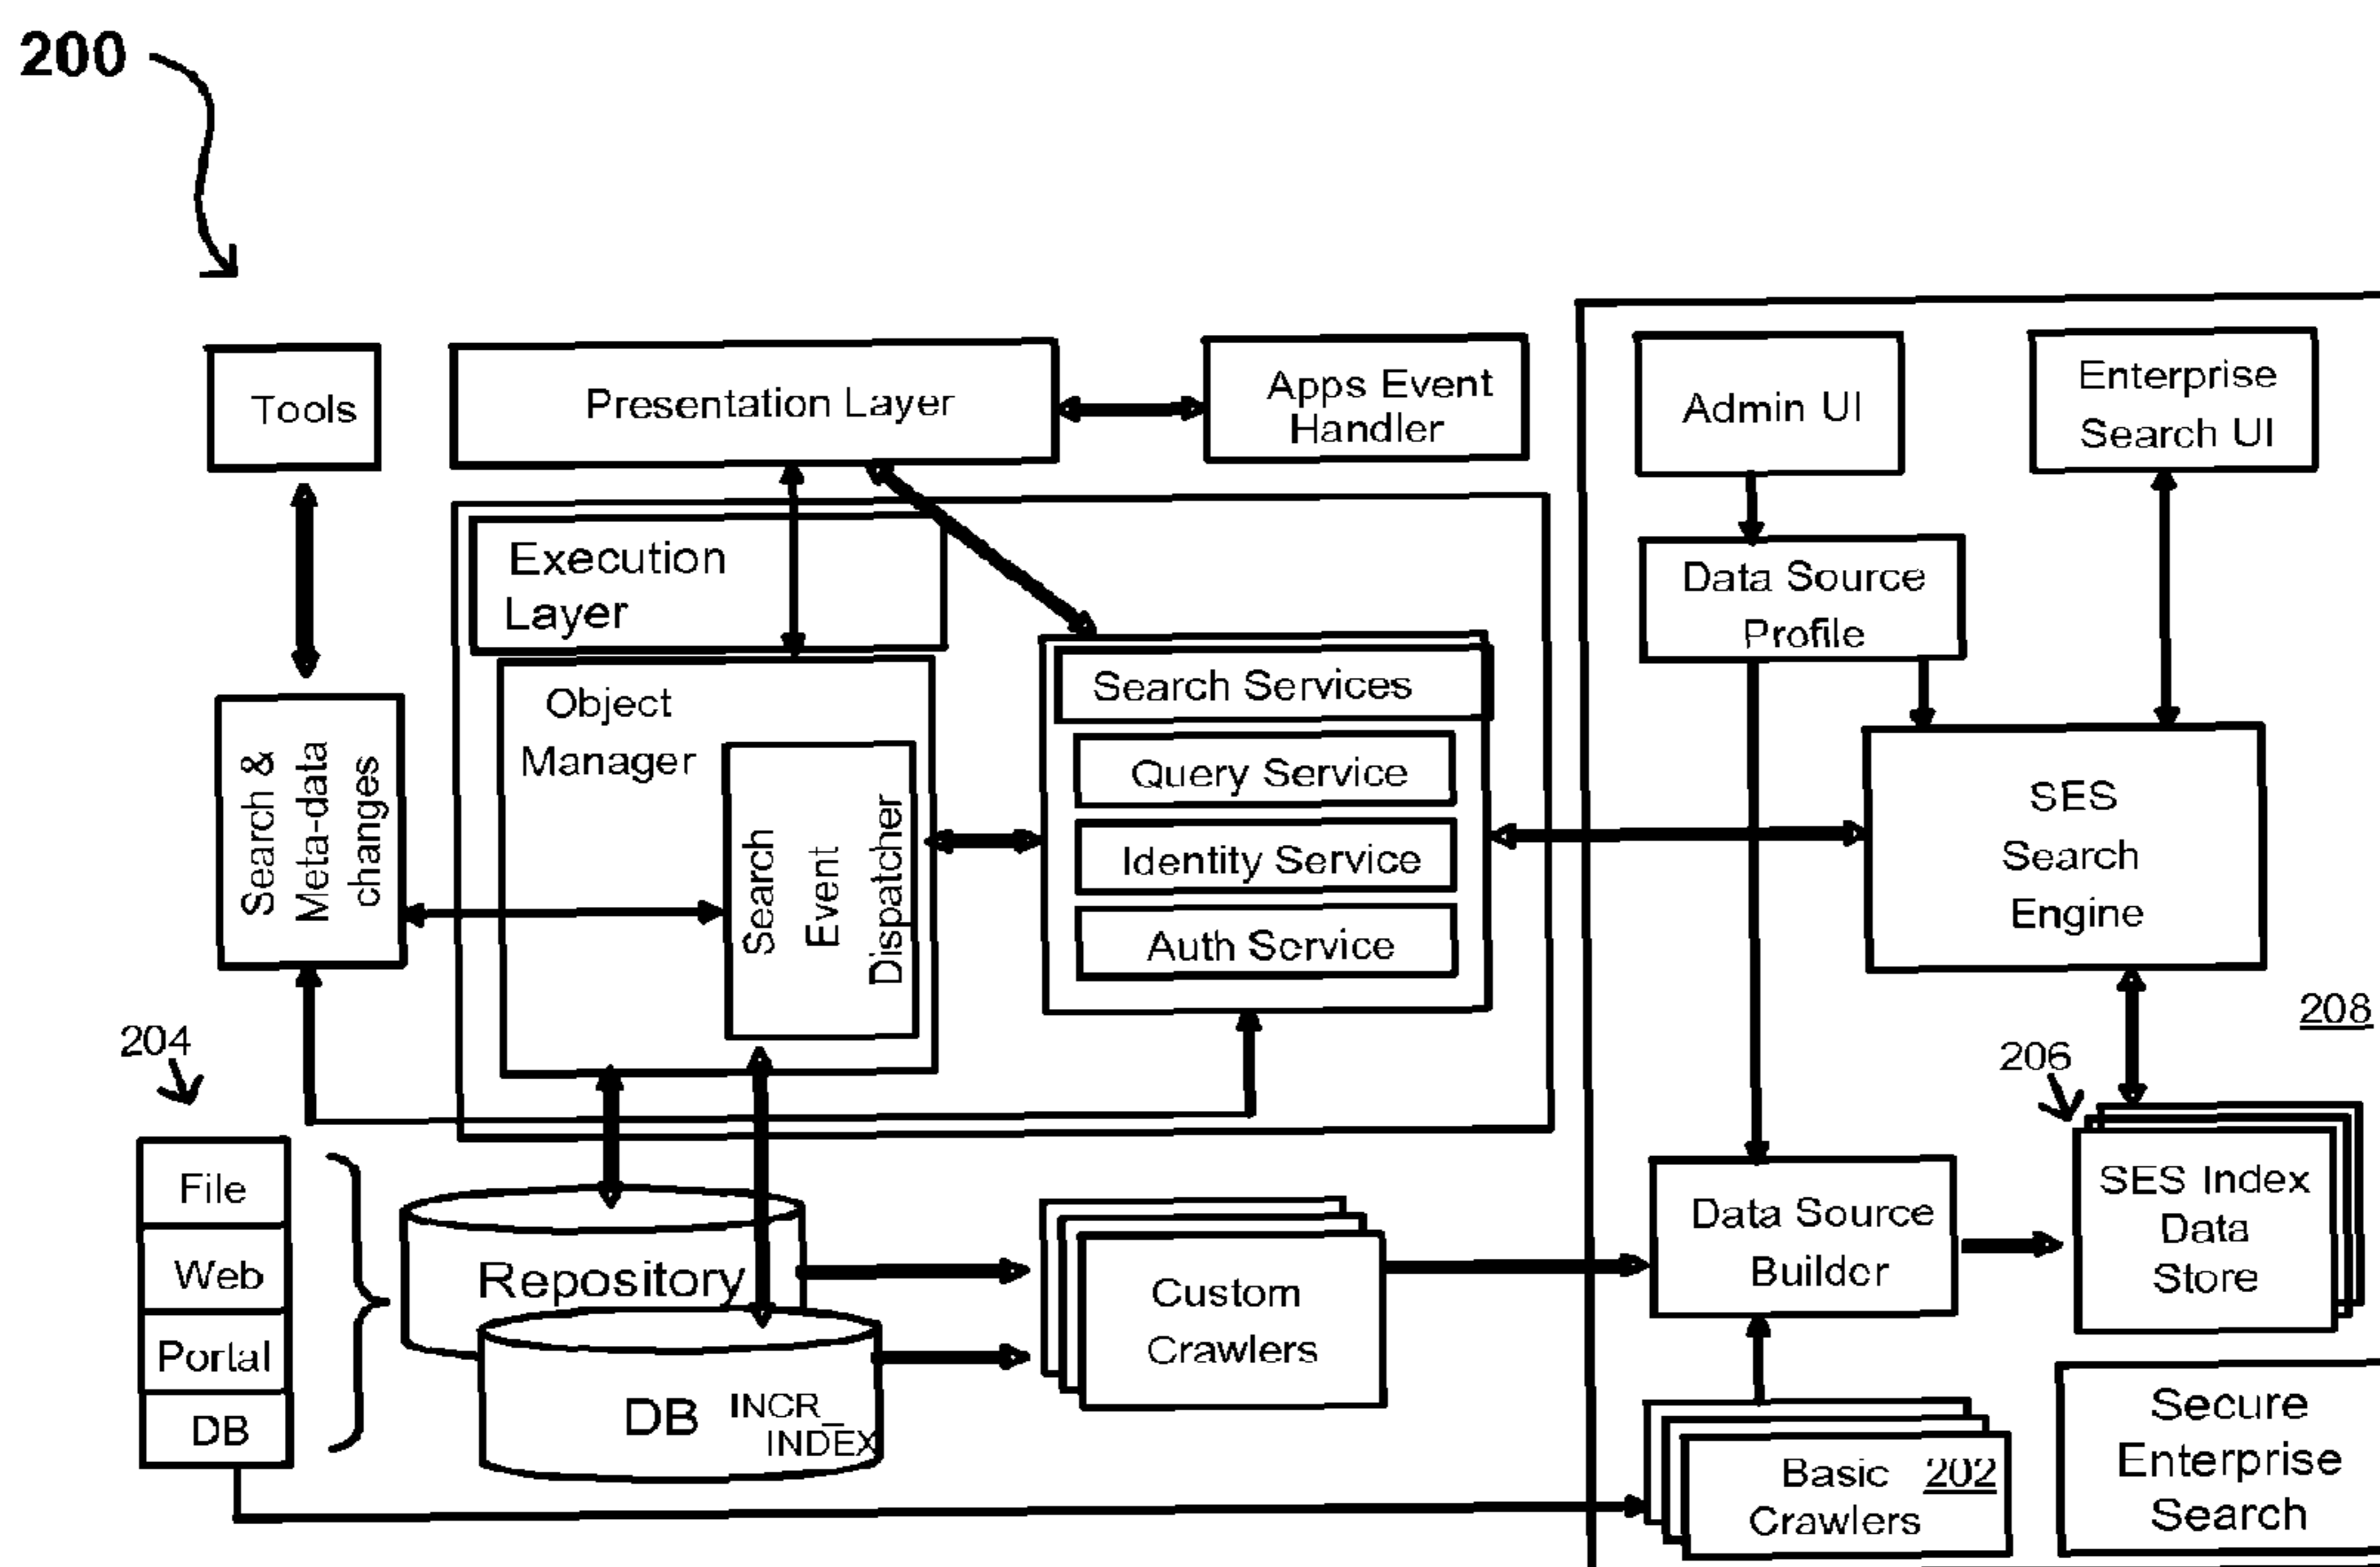 200
Tools
Presentation Layer
Apps Event
Handler
Admin UI
Enterprise
Search UI
Execution
Layer
Data Source
Profile
Object
Manager
Search Services
Query Service
Identity Service
Auth Service
Search &
Meta-data
changes
Search
Event
Dispatcher
SES
Search
Engine
208
204
206
File
Web
Portal
DB
Repository
DB
INCR_
INDEX
Custom
Crawlers
Data Source
Builder
SES Index
Data
Store
Basic 202
Crawlers
Secure
Enterprise
Search